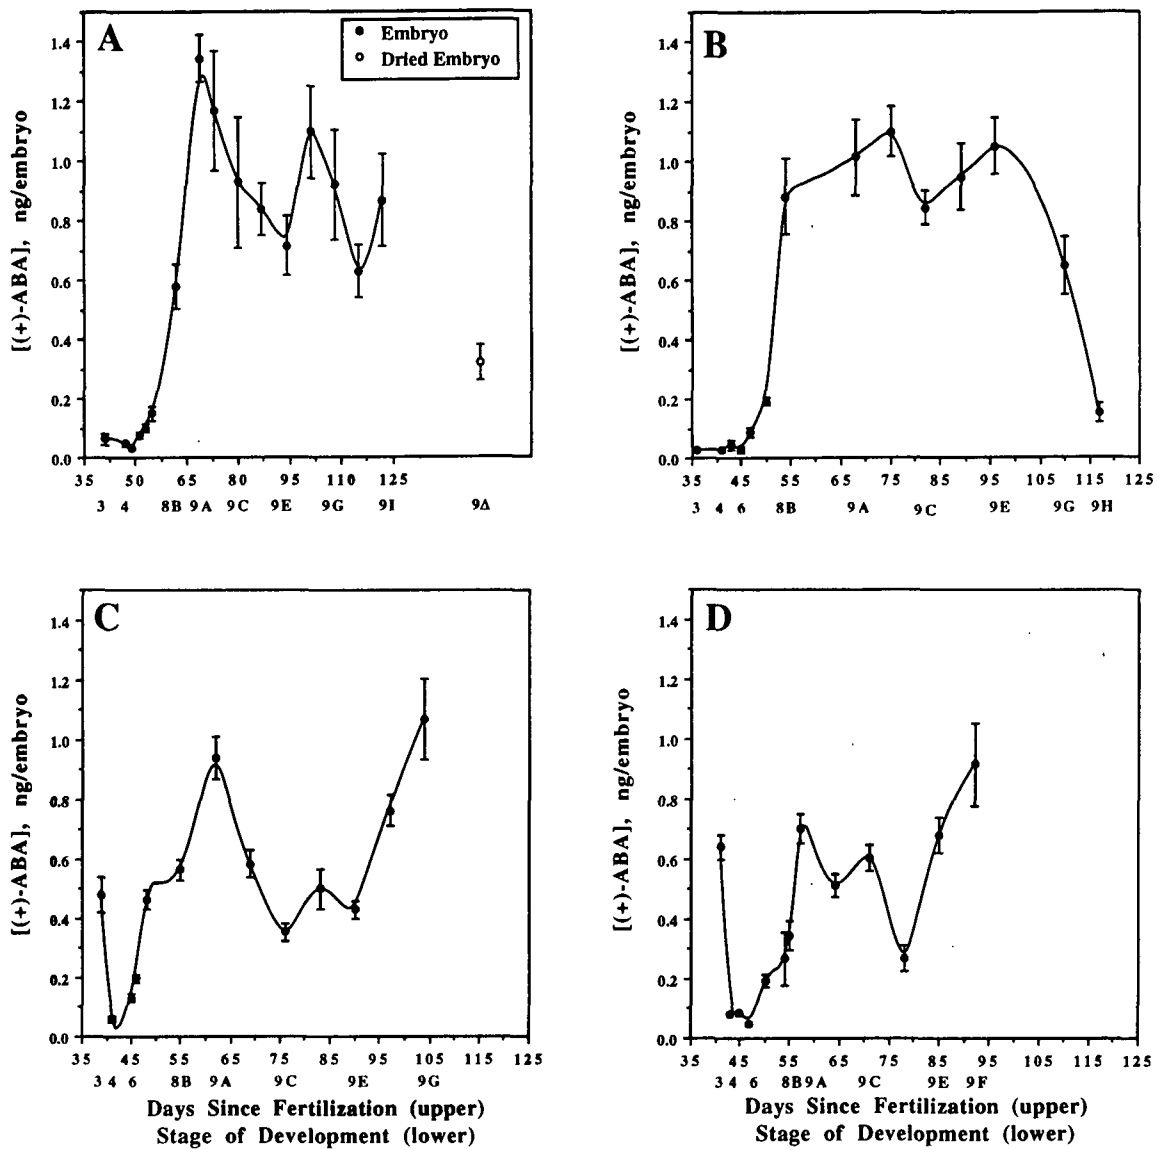 A
Embryo
Dried Embryo
[(+)-ABA], ng/embryo
1.4
1.2
1.0
0.8
0.6
0.4
0.2
0.0
35 50 65 80 95 110 125
3 4 8B 9A 9C 9E 9G 9I 9Δ
B
[(+)-ABA], ng/embryo
1.4
1.2
1.0
0.8
0.6
0.4
0.2
0.0
35 45 55 65 75 85 95 105 115 125
3 4 6 8B 9A 9C 9E 9G 9H
C
[(+)-ABA], ng/embryo
1.4
1.2
1.0
0.8
0.6
0.4
0.2
0.0
35 45 55 65 75 85 95 105 115 125
3 4 6 8B 9A 9C 9E 9G
Days Since Fertilization (upper)
Stage of Development (lower)
D
[(+)-ABA], ng/embryo
1.4
1.2
1.0
0.8
0.6
0.4
0.2
0.0
35 45 55 65 75 85 95 105 115 125
3 4 6 8B 9A 9C 9E 9F
Days Since Fertilization (upper)
Stage of Development (lower)